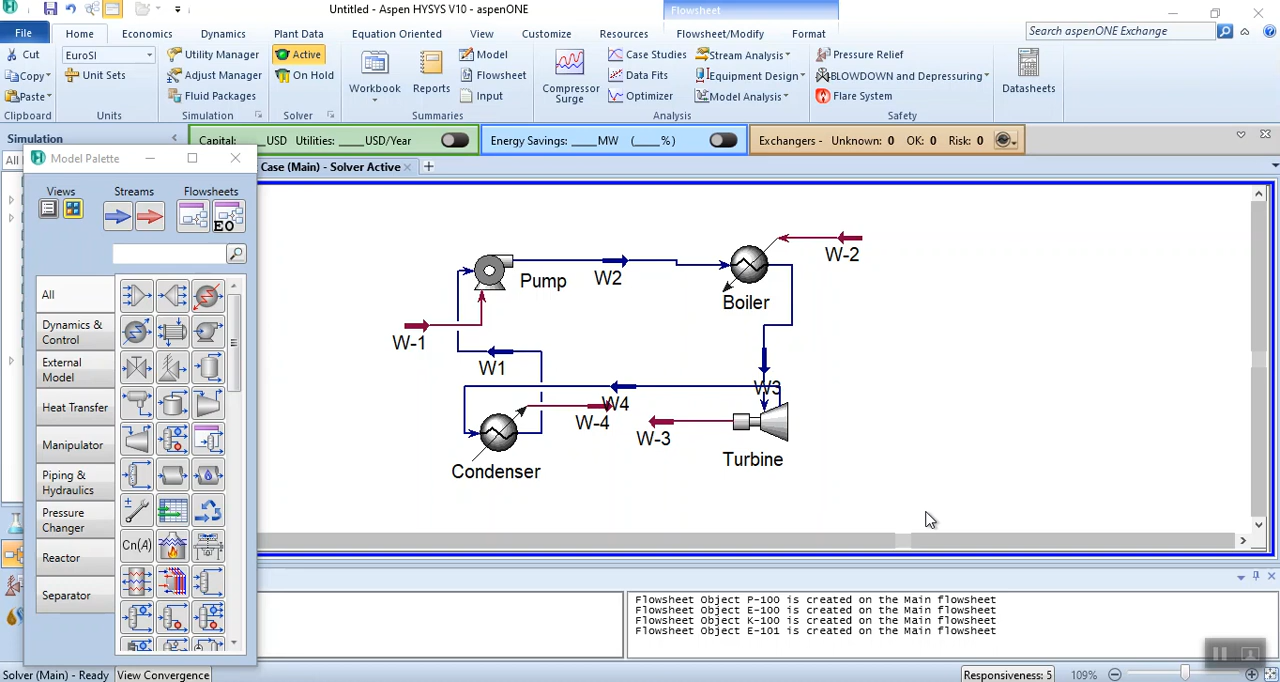 Untitled - Aspen HYSYS V10 - aspenONE
Flowsheet
File Home Economics Dynamics Plant Data Equation Oriented View Customize Resources Flowsheet/Modify Format
Search aspenONE Exchange
Cut
Copy
Paste
Clipboard
EuroSI
Unit Sets
Units
Utility Manager
Adjust Manager
Fluid Packages
Simulation
Active
On Hold
Solver
Workbook
Reports
Model
Flowsheet
Input
Summaries
Compressor
Surge
Case Studies
Data Fits
Optimizer
Stream Analysis
Equipment Design
Model Analysis
Analysis
Pressure Relief
BLOWDOWN and Depressuring
Flare System
Safety
Datasheets
Simulation
Capital: ___ USD Utilities: ___ USD/Year
Energy Savings: ___ MW (___%)
Exchangers - Unknown: 0 OK: 0 Risk: 0
All
Case (Main) - Solver Active
Model Palette
Views Streams Flowsheets
EO
All
Dynamics &
Control
External
Model
Heat Transfer
Manipulator
Piping &
Hydraulics
Pressure
Changer
Reactor
Separator
Cn(A)
W-2
Pump
W2
Boiler
W-1
W1
W3
W4
W-4
W-3
Condenser
Turbine
Flowsheet Object P-100 is created on the Main flowsheet
Flowsheet Object E-100 is created on the Main flowsheet
Flowsheet Object K-100 is created on the Main flowsheet
Flowsheet Object E-101 is created on the Main flowsheet
Solver (Main) - Ready View Convergence
Responsiveness: 5 109%